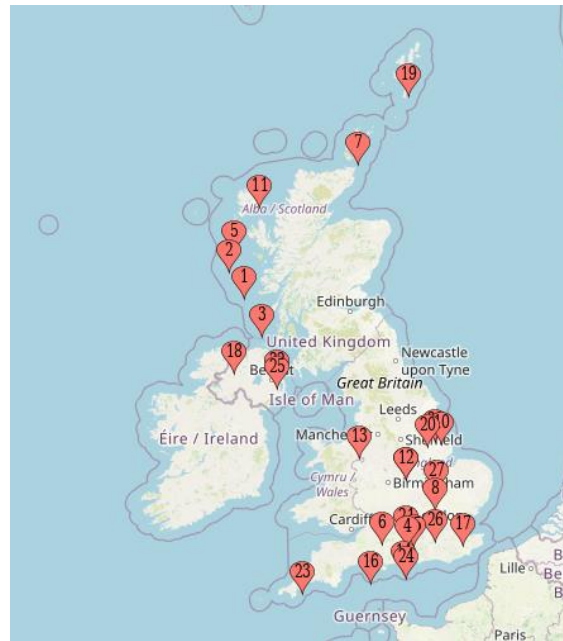 19
7
11
Alba / Scotland
5
2
1
3
Edinburgh
United Kingdom
18
25
Newcastle
upon Tyne
Great Britain
Isle of Man
Leeds
20
10
Éire / Ireland
13
12
27
Cymru /
Wales
8
Cardiff
6
4
26
17
16
24
23
Lille
Guernsey
Paris